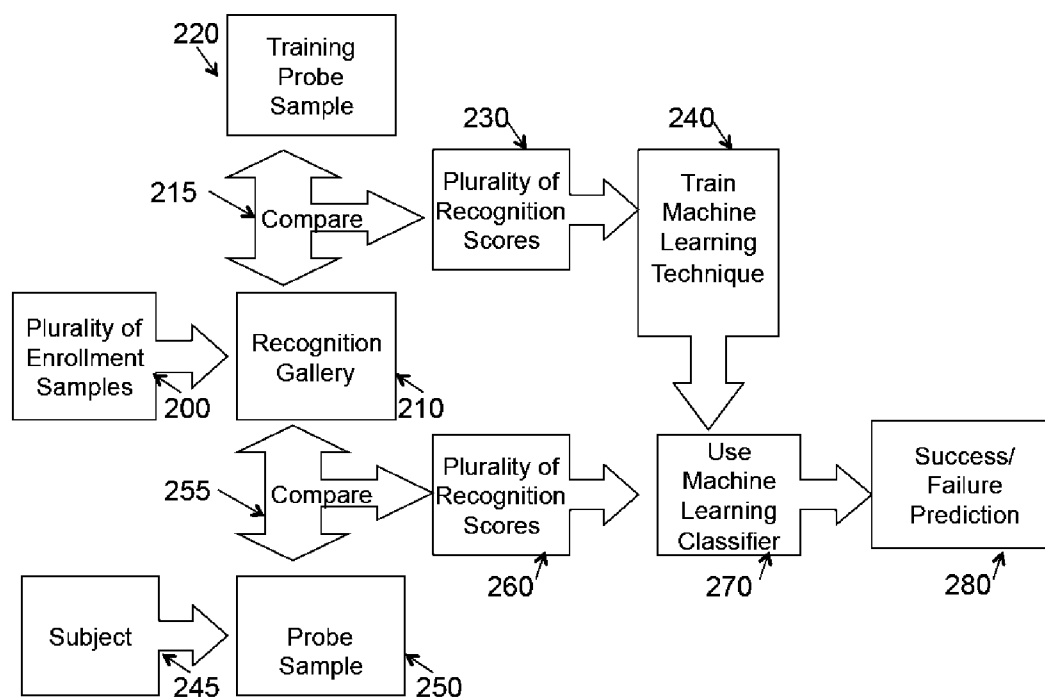 220
Training
Probe
Sample
230
240
215
Compare
Plurality of
Recognition
Scores
Train
Machine
Learning
Technique
Plurality of
Enrollment
Samples
200
Recognition
Gallery
210
255
Compare
Plurality of
Recognition
Scores
260
Use
Machine
Learning
Classifier
270
Success/
Failure
Prediction
280
Subject
245
Probe
Sample
250